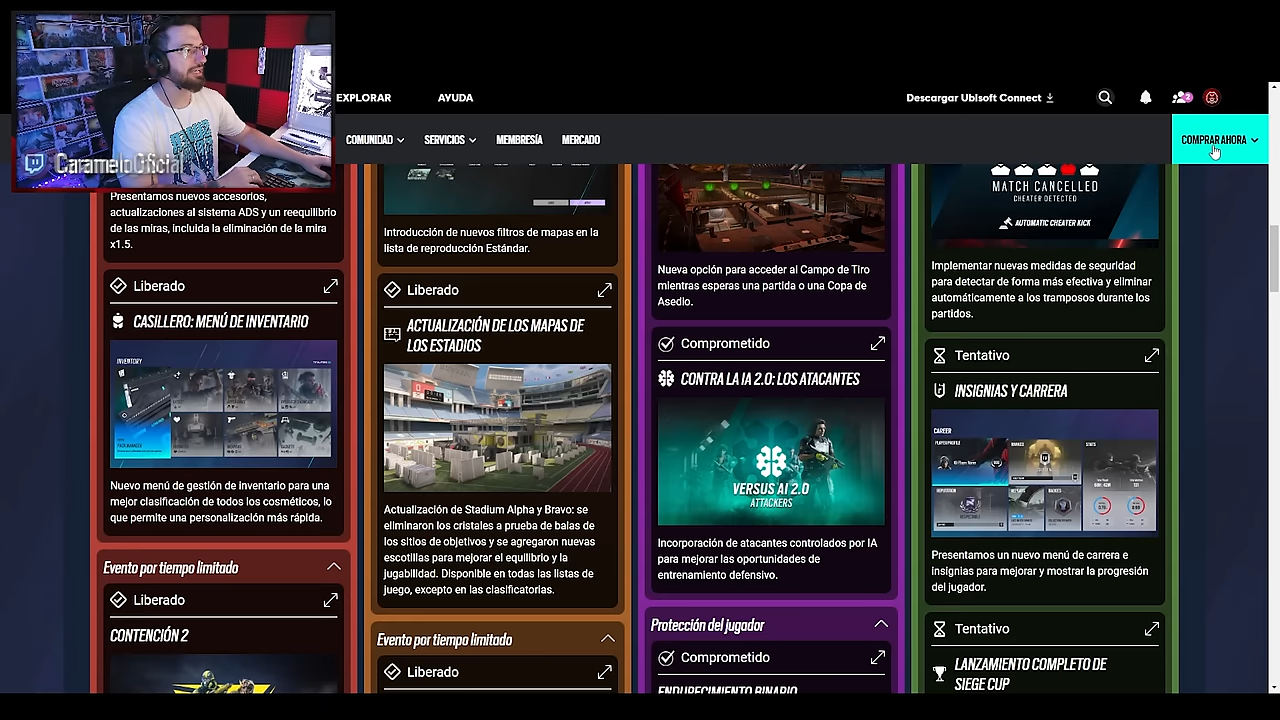 EXPLORAR
AYUDA
Descargar Ubisoft Connect
COMUNIDAD
SERVICIOS
MEMBRESÍA
MERCADO
COMPRAR AHORA
CarameloOficial
Presentamos nuevos accesorios,
actualizaciones al sistema ADS y un reequilibrio
de las miras, incluida la eliminación de la mira
x1.5.
Liberado
CASILLERO: MENÚ DE INVENTARIO
INVENTORY
Nuevo menú de gestión de inventario para una
mejor clasificación de todos los cosméticos, lo
que permite una personalización más rápida.
Evento por tiempo limitado
Liberado
CONTENCIÓN 2
Introducción de nuevos filtros de mapas en la
lista de reproducción Estándar.
Liberado
ACTUALIZACIÓN DE LOS MAPAS DE
LOS ESTADIOS
Actualización de Stadium Alpha y Bravo: se
eliminaron los cristales a prueba de balas de
los sitios de objetivos y se agregaron nuevas
escotillas para mejorar el equilibrio y la
jugabilidad. Disponible en todas las listas de
juego, excepto en las clasificatorias.
Evento por tiempo limitado
Liberado
Nueva opción para acceder al Campo de Tiro
mientras esperas una partida o una Copa de
Asedio.
Comprometido
CONTRA LA IA 2.0: LOS ATACANTES
VERSUS AI 2.0
ATTACKERS
Incorporación de atacantes controlados por IA
para mejorar las oportunidades de
entrenamiento defensivo.
Protección del jugador
Comprometido
ENDURECIMIENTO BINARIO
MATCH CANCELLED
CHEATER DETECTED
AUTOMATIC CHEATER KICK
Implementar nuevas medidas de seguridad
para detectar de forma más efectiva y eliminar
automáticamente a los tramposos durante los
partidos.
Tentativo
INSIGNIAS Y CARRERA
CAREER
PLAYER PROFILE
STATS
Presentamos un nuevo menú de carrera e
insignias para mejorar y mostrar la progresión
del jugador.
Tentativo
LANZAMIENTO COMPLETO DE
SIEGE CUP